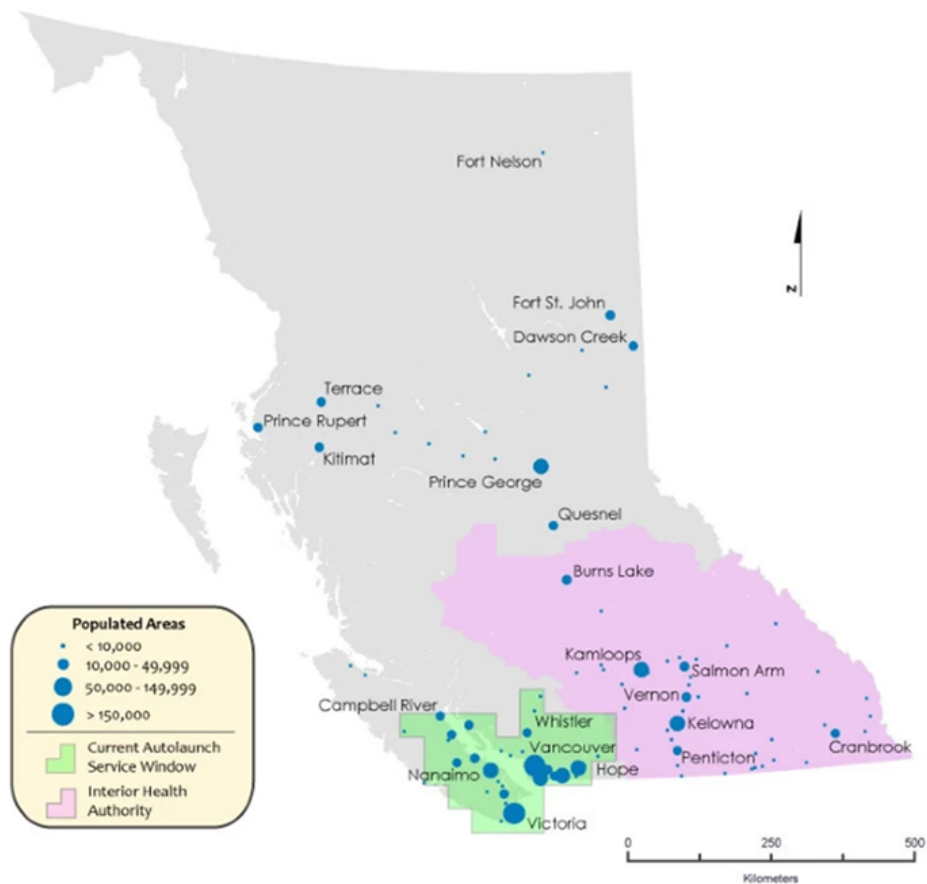 Fort Nelson
Fort St. John
Dawson Creek
Terrace
Prince Rupert
Kitimat
Prince George
Quesnel
Burns Lake
Kamloops
Salmon Arm
Vernon
Campbell River
Whistler
Kelowna
Vancouver
Cranbrook
Penticton
Nanaimo
Hope
Victoria
N
Populated Areas
< 10,000
10,000 - 49,999
50,000 - 149,999
> 150,000
Current Autolaunch
Service Window
Interior Health
Authority
0 250 500
Kilometers